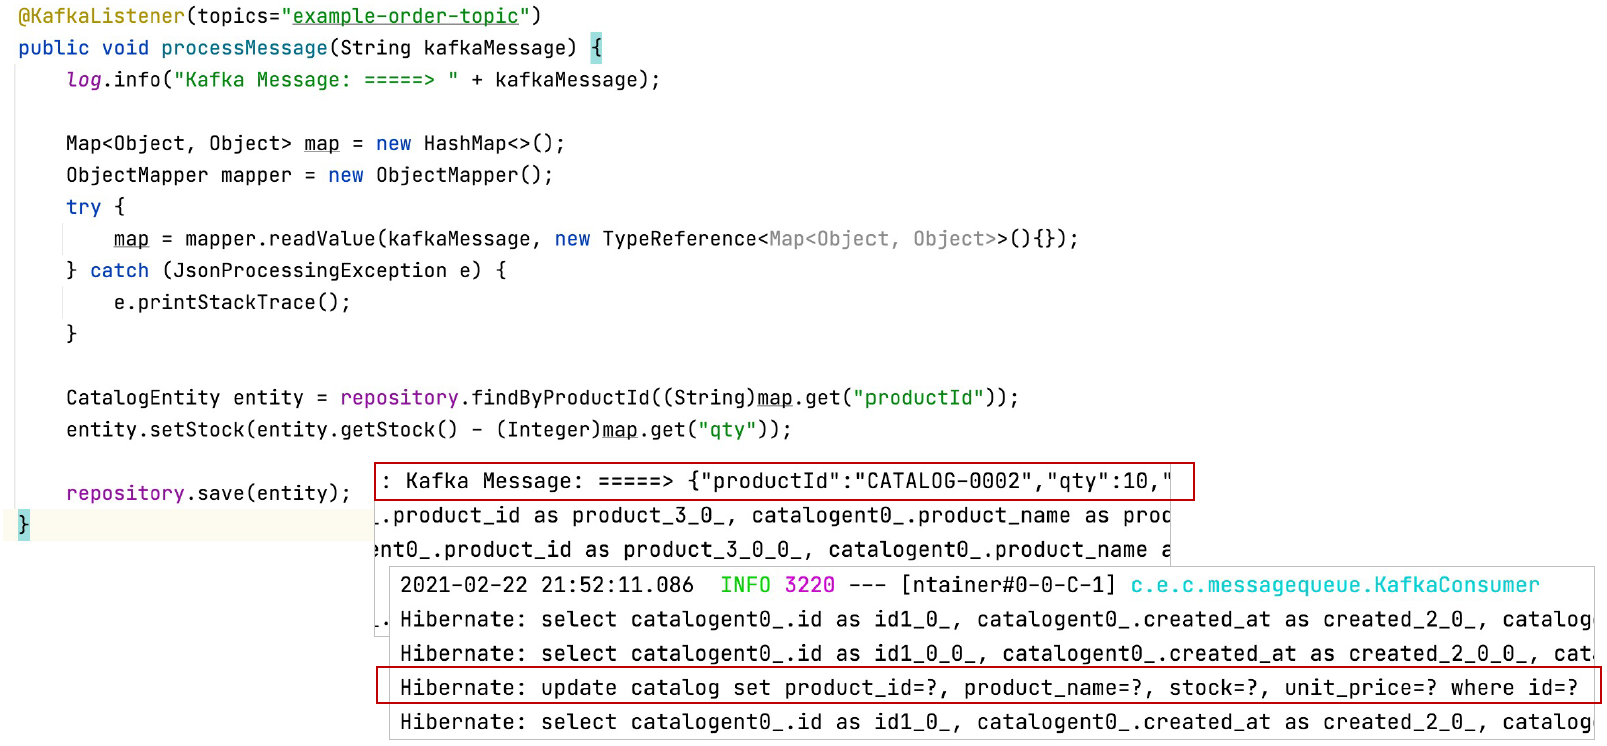 @KafkaListener(topics="example-order-topic")
public void processMessage(String kafkaMessage) {
log.info("Kafka Message: =====> " + kafkaMessage);
Map<Object, Object> map = new HashMap<>();
ObjectMapper mapper = new ObjectMapper();
try {
map = mapper.readValue(kafkaMessage, new TypeReference<Map<Object, Object>>(){});
} catch (JsonProcessingException e) {
e.printStackTrace();
}
CatalogEntity entity = repository.findByProductId((String)map.get("productId"));
entity.setStock(entity.getStock() - (Integer)map.get("qty"));
repository.save(entity);
}
: Kafka Message: =====> {"productId":"CATALOG-0002","qty":10,"
_.product_id as product_3_0_, catalogent0_.product_name as prod
ent0_.product_id as product_3_0_0_, catalogent0_.product_name a
2021-02-22 21:52:11.086 INFO 3220 --- [ntainer#0-0-C-1] c.e.c.messagequeue.KafkaConsumer
Hibernate: select catalogent0_.id as id1_0_, catalogent0_.created_at as created_2_0_, catalog
Hibernate: select catalogent0_.id as id1_0_0_, catalogent0_.created_at as created_2_0_0_, cat
Hibernate: update catalog set product_id=?, product_name=?, stock=?, unit_price=? where id=?
Hibernate: select catalogent0_.id as id1_0_, catalogent0_.created_at as created_2_0_, catalog